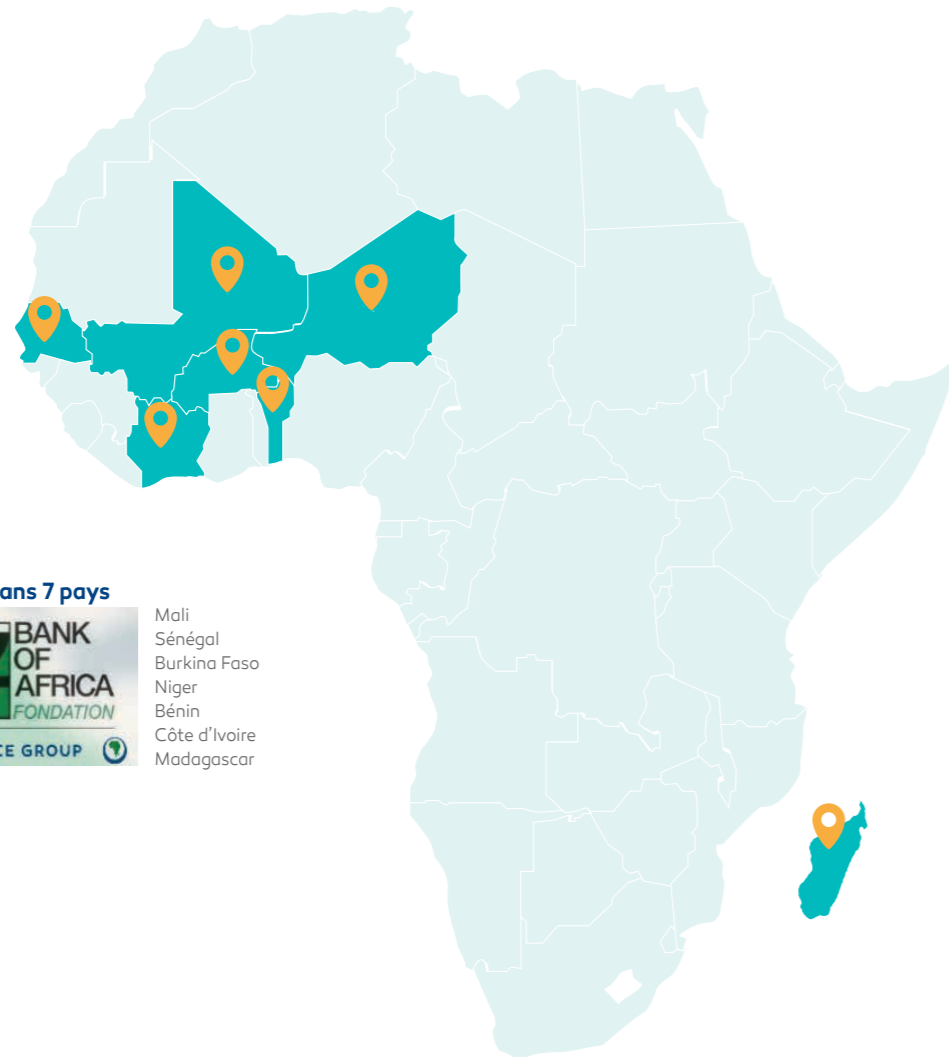 ans 7 pays
BANK
OF
AFRICA
FONDATION
CE GROUP
Mali
Sénégal
Burkina Faso
Niger
Bénin
Côte d'Ivoire
Madagascar